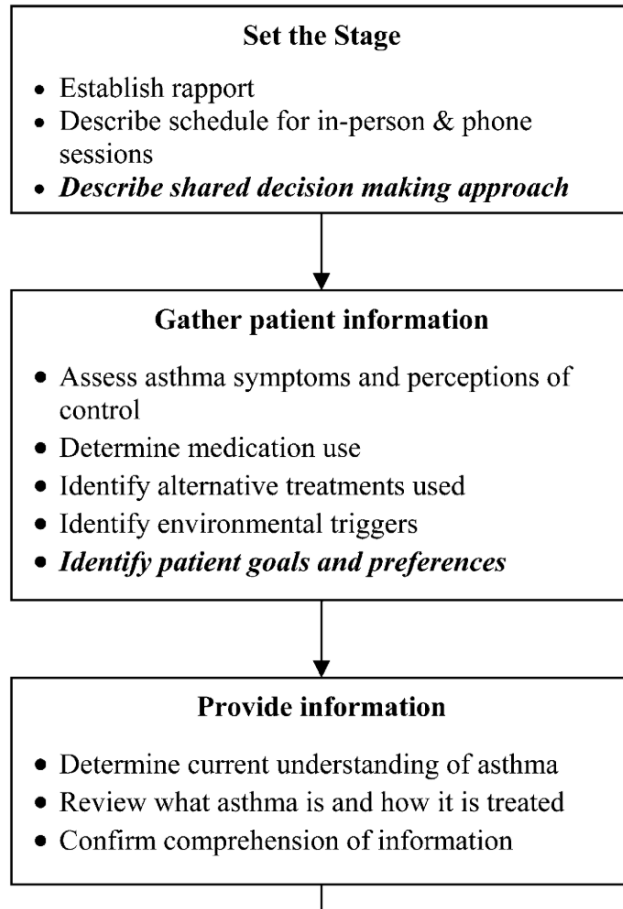 Set the Stage
• Establish rapport
• Describe schedule for in-person & phone
sessions
• Describe shared decision making approach
Gather patient information
• Assess asthma symptoms and perceptions of
control
• Determine medication use
• Identify alternative treatments used
• Identify environmental triggers
• Identify patient goals and preferences
Provide information
• Determine current understanding of asthma
• Review what asthma is and how it is treated
• Confirm comprehension of information